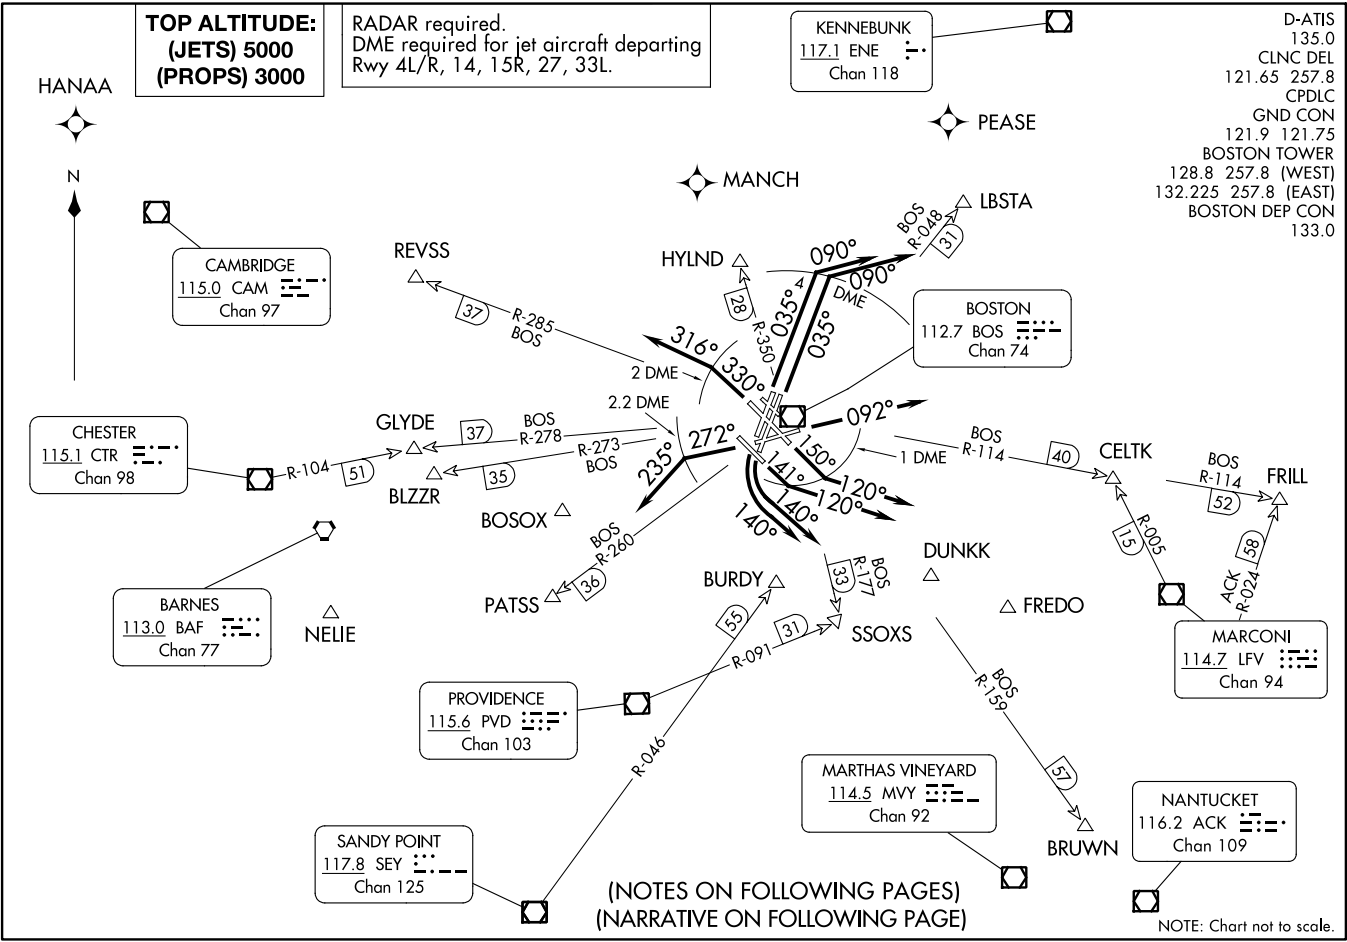 TOP ALTITUDE:
(JETS) 5000
(PROPS) 3000
RADAR required.
DME required for jet aircraft departing
Rwy 4L/R, 14, 15R, 27, 33L.
KENNEBUNK
117.1 ENE
Chan 118
D-ATIS
135.0
CLNC DEL
121.65 257.8
CPDLC
GND CON
121.9 121.75
BOSTON TOWER
128.8 257.8 (WEST)
132.225 257.8 (EAST)
BOSTON DEP CON
133.0
HANAA
N
PEASE
MANCH
LBSTA
BOS
R-048
31
CAMBRIDGE
115.0 CAM
Chan 97
REVSS
37
R-285
BOS
HYLND
28
R-350
090°
090°
4
DME
035°
035°
BOSTON
112.7 BOS
Chan 74
316°
330°
2 DME
2.2 DME
CHESTER
115.1 CTR
Chan 98
R-104
51
GLYDE
37
BOS
R-278
BLZZR
35
R-273
BOS
272°
235°
092°
1 DME
150°
120°
141°
120°
140°
140°
BOS
R-114
40
CELTK
BOS
R-114
52
FRILL
R-005
15
58
ACK
R-024
BOSOX
BOS
R-260
36
PATSS
BARNES
113.0 BAF
Chan 77
NELIE
BURDY
55
R-046
33
BOS
R-177
SSOXS
31
R-091
DUNKK
FREDO
MARCONI
114.7 LFV
Chan 94
PROVIDENCE
115.6 PVD
Chan 103
BOS
R-159
57
BRUWN
MARTHAS VINEYARD
114.5 MVY
Chan 92
NANTUCKET
116.2 ACK
Chan 109
SANDY POINT
117.8 SEY
Chan 125
(NOTES ON FOLLOWING PAGES)
(NARRATIVE ON FOLLOWING PAGE)
NOTE: Chart not to scale.